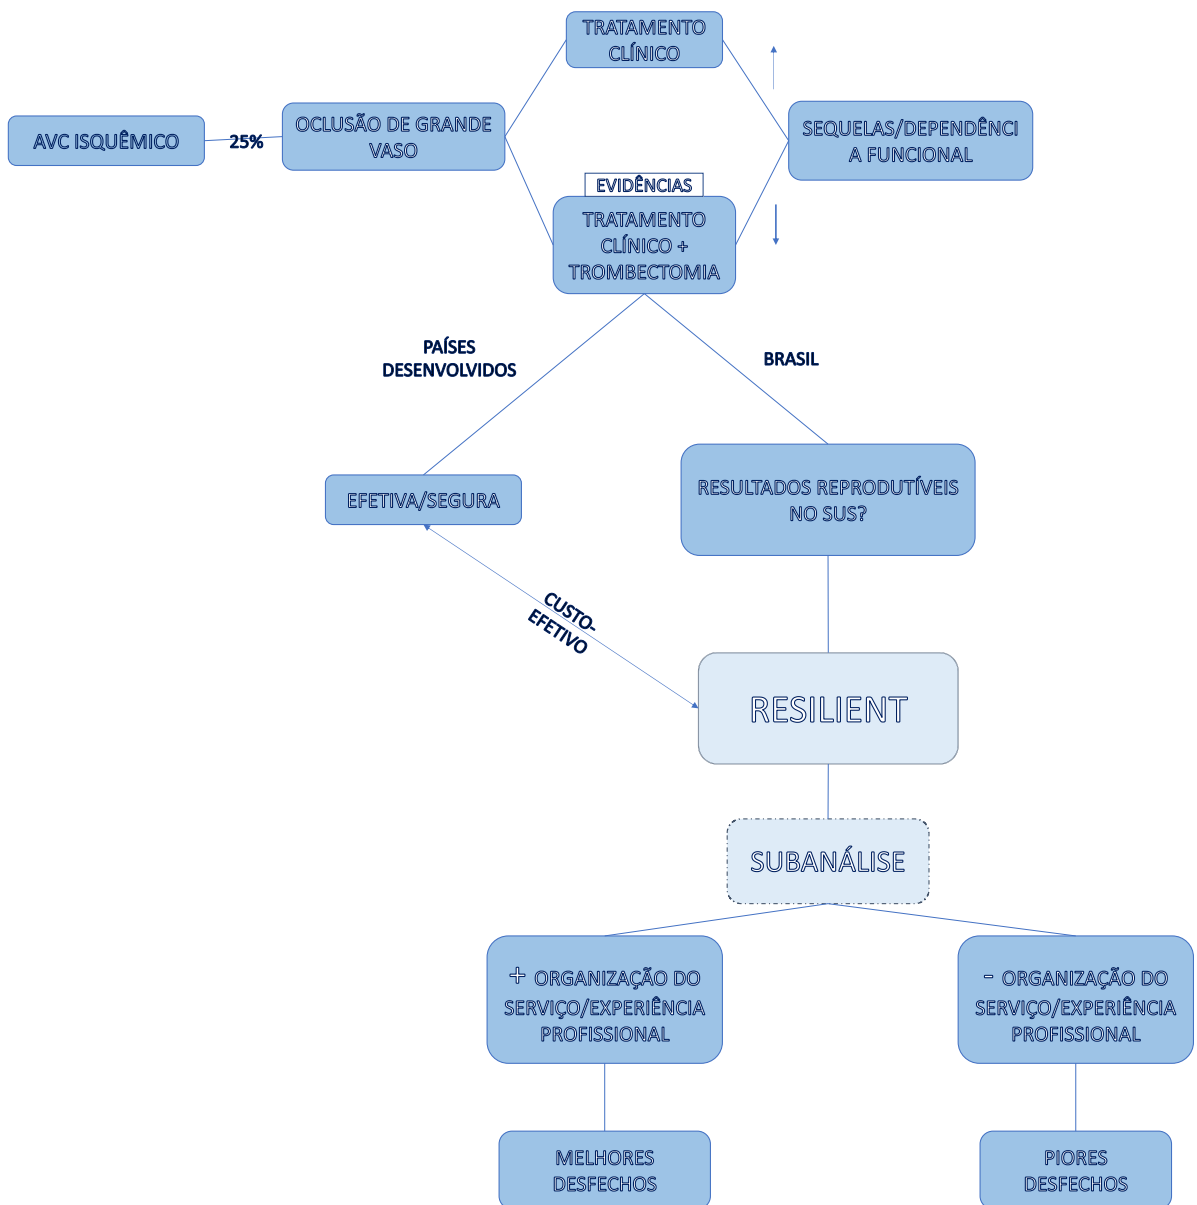 TRATAMENTO
CLÍNICO
AVC ISQUÊMICO
25%
OCLUSÃO DE GRANDE
VASO
SEQUELAS/DEPENDÊNCI
A FUNCIONAL
EVIDÊNCIAS
TRATAMENTO
CLÍNICO +
TROMBECTOMIA
PAÍSES
DESENVOLVIDOS
BRASIL
EFETIVA/SEGURA
RESULTADOS REPRODUTÍVEIS
NO SUS?
CUSTO-
EFETIVO
RESILIENT
SUBANÁLISE
+ ORGANIZAÇÃO DO
SERVIÇO/EXPERIÊNCIA
PROFISSIONAL
- ORGANIZAÇÃO DO
SERVIÇO/EXPERIÊNCIA
PROFISSIONAL
MELHORES
DESFECHOS
PIORES
DESFECHOS